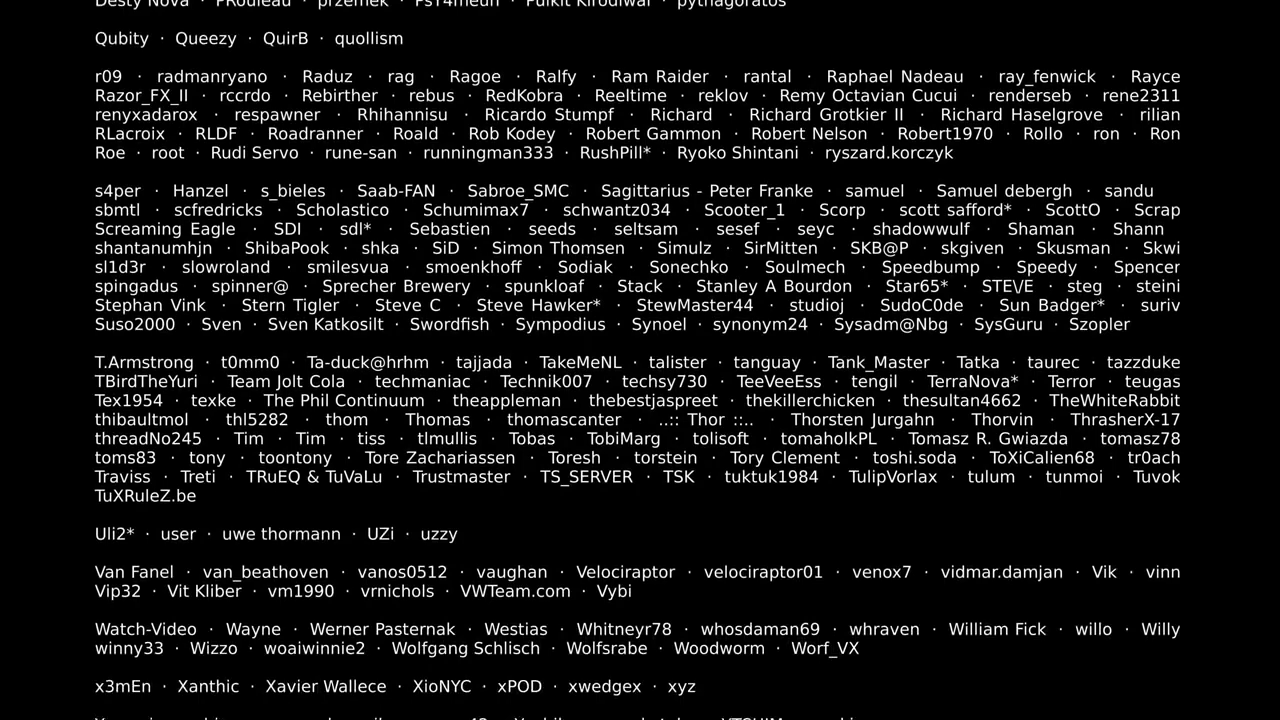 Desty Nova · PRouleau · przemek · PsT4meun · Pulkit Kirodiwal · pythagoratos
Qubity · Queezy · QuirB · quollism
r09 · radmanryano · Raduz · rag · Ragoe · Ralfy · Ram Raider · rantal · Raphael Nadeau · ray_fenwick · Rayce
Razor_FX_II · rccrdo · Rebirther · rebus · RedKobra · Reeltime · reklov · Remy Octavian Cucui · renderseb · rene2311
renyxadarox · respawner · Rhihannisu · Ricardo Stumpf · Richard · Richard Grotkier II · Richard Haselgrove · rilian
RLacroix · RLDF · Roadranner · Roald · Rob Kodey · Robert Gammon · Robert Nelson · Robert1970 · Rollo · ron · Ron
Roe · root · Rudi Servo · rune-san · runningman333 · RushPill* · Ryoko Shintani · ryszard.korczyk
s4per · Hanzel · s_bieles · Saab-FAN · Sabroe_SMC · Sagittarius - Peter Franke · samuel · Samuel debergh · sandu
sbmtl · scfredricks · Scholastico · Schumimax7 · schwantz034 · Scooter_1 · Scorp · scott safford* · ScottO · Scrap
Screaming Eagle · SDI · sdl* · Sebastien · seeds · seltsam · sesef · seyc · shadowwulf · Shaman · Shann
shantanumhjn · ShibaPook · shka · SiD · Simon Thomsen · Simulz · SirMitten · SKB@P · skgiven · Skusman · Skwi
sl1d3r · slowroland · smilesvua · smoenkhoff · Sodiak · Sonechko · Soulmech · Speedbump · Speedy · Spencer
spingadus · spinner@ · Sprecher Brewery · spunkloaf · Stack · Stanley A Bourdon · Star65* · STE\/E · steg · steini
Stephan Vink · Stern Tigler · Steve C · Steve Hawker* · StewMaster44 · studioj · SudoC0de · Sun Badger* · suriv
Suso2000 · Sven · Sven Katkosilt · Swordfish · Sympodius · Synoel · synonym24 · Sysadm@Nbg · SysGuru · Szopler
T.Armstrong · t0mm0 · Ta-duck@hrhm · tajjada · TakeMeNL · talister · tanguay · Tank_Master · Tatka · taurec · tazzduke
TBirdTheYuri · Team Jolt Cola · techmaniac · Technik007 · techsy730 · TeeVeeEss · tengil · TerraNova* · Terror · teugas
Tex1954 · texke · The Phil Continuum · theappleman · thebestjaspreet · thekillerchicken · thesultan4662 · TheWhiteRabbit
thibaultmol · thl5282 · thom · Thomas · thomascanter · ..:: Thor ::.. · Thorsten Jurgahn · Thorvin · ThrasherX-17
threadNo245 · Tim · Tim · tiss · tlmullis · Tobas · TobiMarg · tolisoft · tomaholkPL · Tomasz R. Gwiazda · tomasz78
toms83 · tony · toontony · Tore Zachariassen · Toresh · torstein · Tory Clement · toshi.soda · ToXiCalien68 · tr0ach
Traviss · Treti · TRuEQ & TuVaLu · Trustmaster · TS_SERVER · TSK · tuktuk1984 · TulipVorlax · tulum · tunmoi · Tuvok
TuXRuleZ.be
Uli2* · user · uwe thormann · UZi · uzzy
Van Fanel · van_beathoven · vanos0512 · vaughan · Velociraptor · velociraptor01 · venox7 · vidmar.damjan · Vik · vinn
Vip32 · Vit Kliber · vm1990 · vrnichols · VWTeam.com · Vybi
Watch-Video · Wayne · Werner Pasternak · Westias · Whitneyr78 · whosdaman69 · whraven · William Fick · willo · Willy
winny33 · Wizzo · woaiwinnie2 · Wolfgang Schlisch · Wolfsrabe · Woodworm · Worf_VX
x3mEn · Xanthic · Xavier Wallece · XioNYC · xPOD · xwedgex · xyz